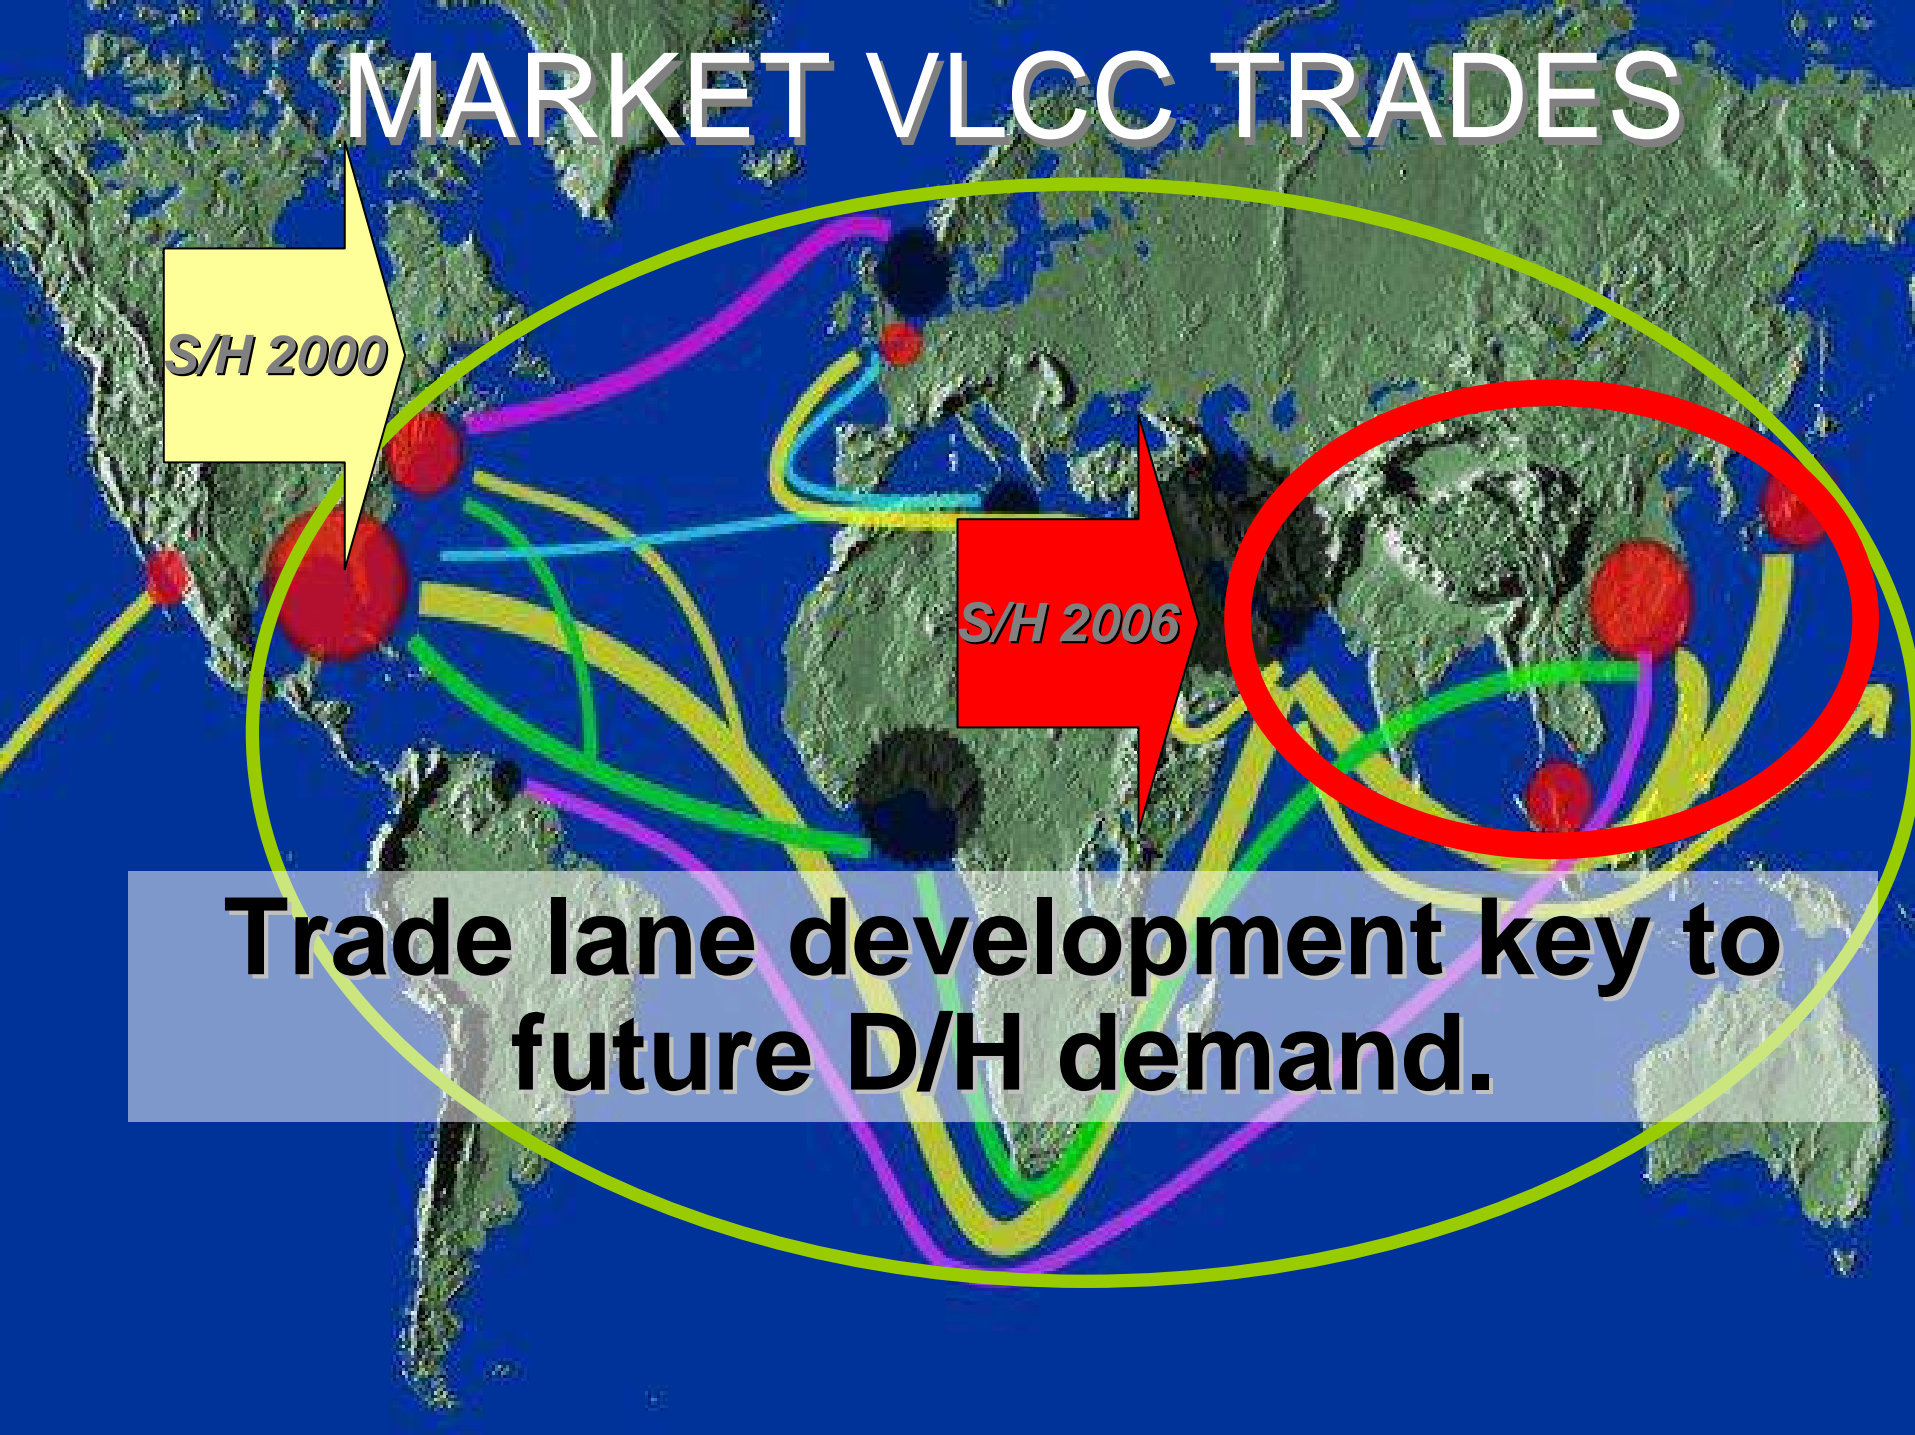 MARKET VLCC TRADES
S/H 2000
S/H 2006
Trade lane development key to
future D/H demand.